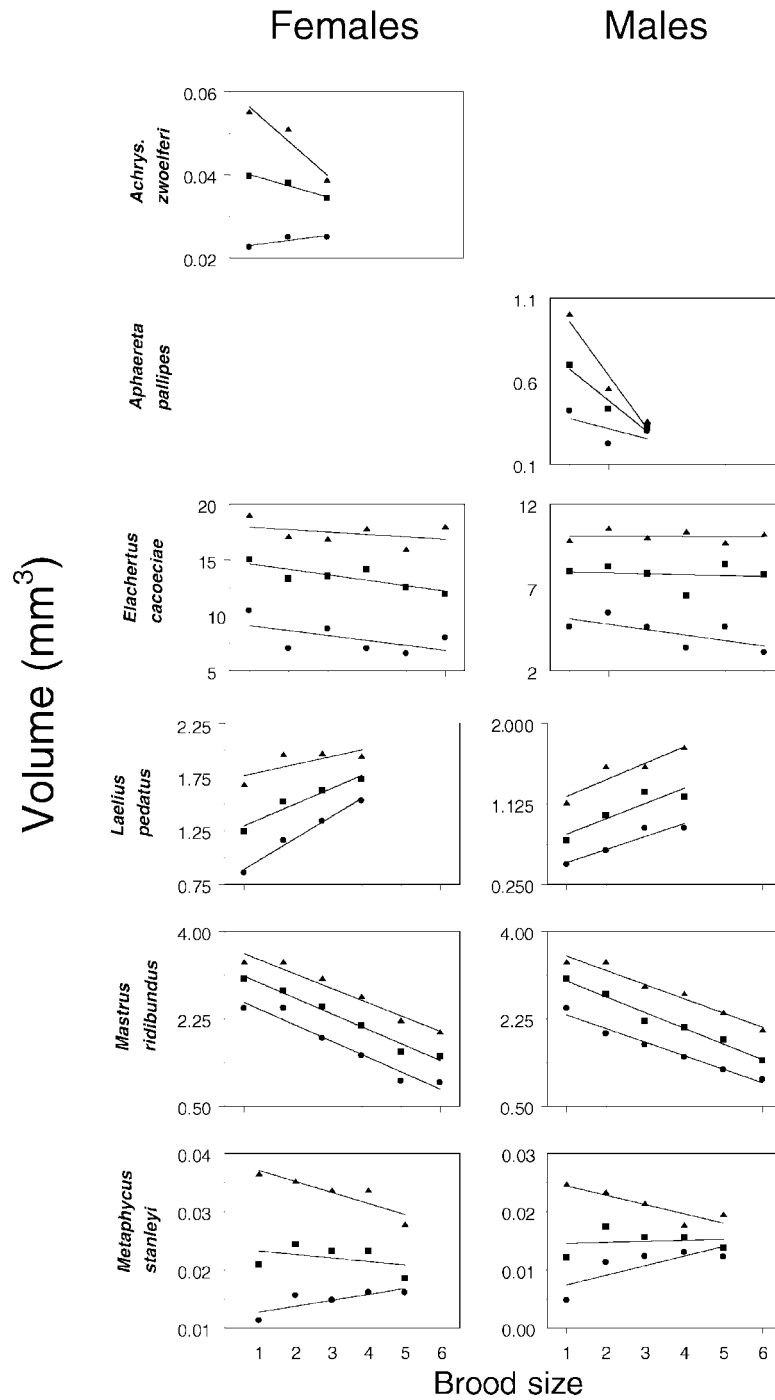 Females
Males
Volume (mm³)
Achrys. zwoelferi
0.06
0.04
0.02
Aphaereta pallipes
1.1
0.6
0.1
Elachertus cacoeciae
20
15
10
5
12
7
2
Laelius pedatus
2.25
1.75
1.25
0.75
2.000
1.125
0.250
Mastrus ridibundus
4.00
2.25
0.50
4.00
2.25
0.50
Metaphycus stanleyi
0.04
0.03
0.02
0.01
0.03
0.02
0.01
0.00
1 2 3 4 5 6
1 2 3 4 5 6
Brood size